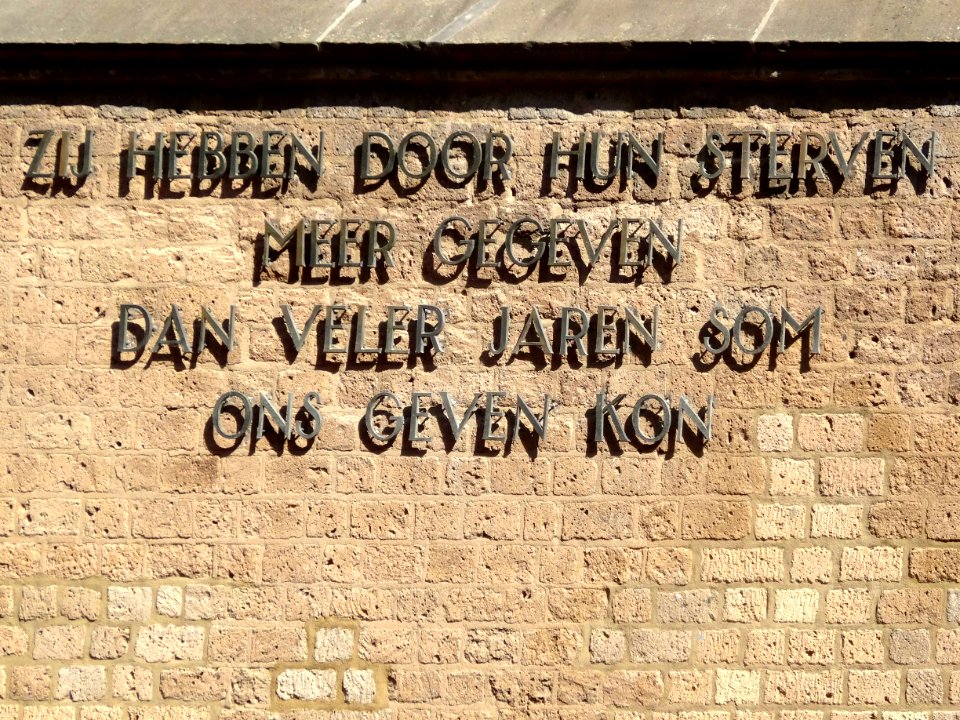 ZIJ HEBBEN DOOR HUN STERVEN
MEER GEGEVEN
DAN VELER JAREN SOM
ONS GEVEN KON